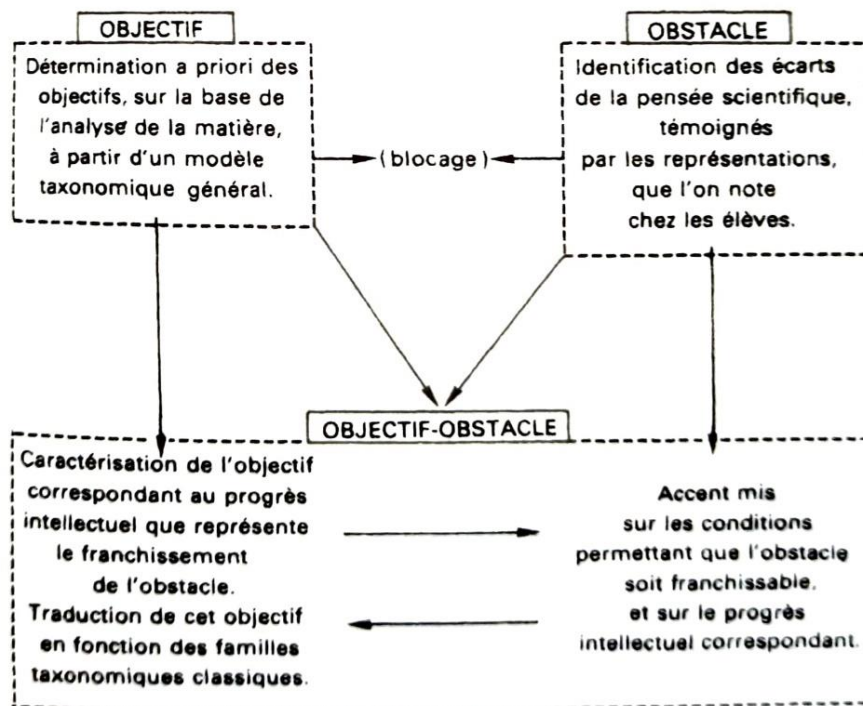 OBJECTIF
Détermination a priori des
objectifs, sur la base de
l'analyse de la matière,
à partir d'un modèle
taxonomique général.
(blocage)
OBSTACLE
Identification des écarts
de la pensée scientifique,
témoignés
par les représentations,
que l'on note
chez les élèves.
OBJECTIF-OBSTACLE
Caractérisation de l'objectif
correspondant au progrès
intellectuel que représente
le franchissement
de l'obstacle.
Traduction de cet objectif
en fonction des familles
taxonomiques classiques.
Accent mis
sur les conditions
permettant que l'obstacle
soit franchissable,
et sur le progrès
intellectuel correspondant.